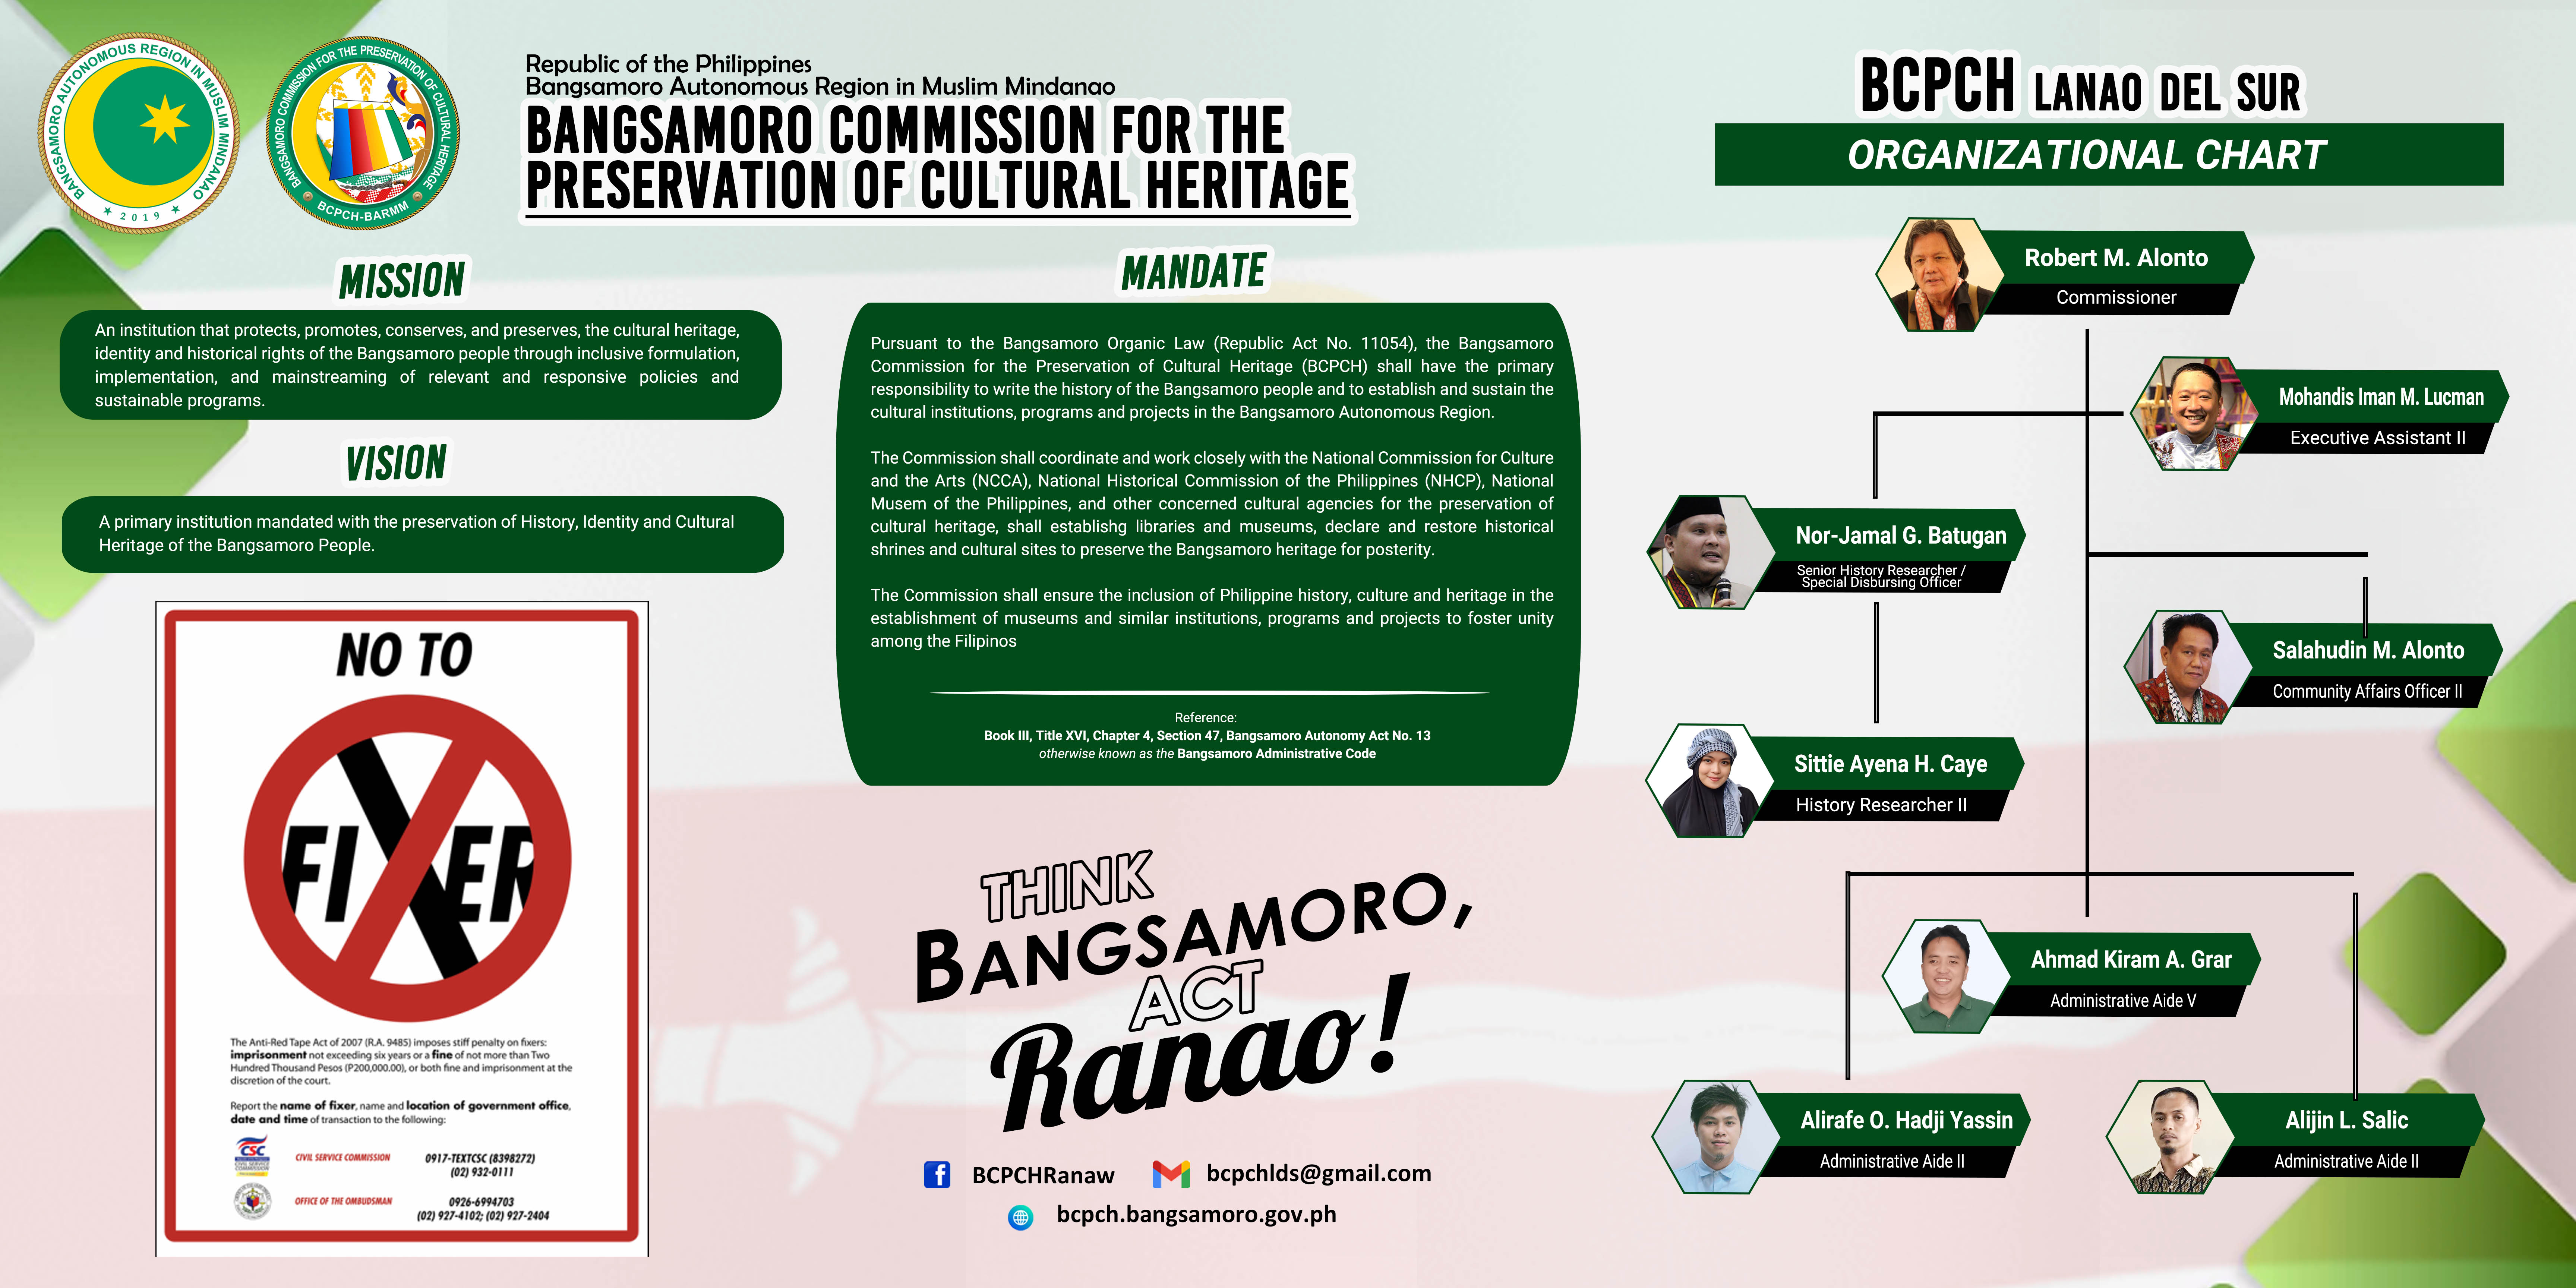 BANGSAMORO AUTONOMOUS REGION IN MUSLIM MINDANAO
★ 2019 ★
BANGSAMORO COMMISSION FOR THE PRESERVATION OF CULTURAL HERITAGE
BCPCH-BARMM
Republic of the Philippines
Bangsamoro Autonomous Region in Muslim Mindanao
BANGSAMORO COMMISSION FOR THE
PRESERVATION OF CULTURAL HERITAGE
MISSION
An institution that protects, promotes, conserves, and preserves, the cultural heritage,
identity and historical rights of the Bangsamoro people through inclusive formulation,
implementation, and mainstreaming of relevant and responsive policies and
sustainable programs.
VISION
A primary institution mandated with the preservation of History, Identity and Cultural
Heritage of the Bangsamoro People.
NO TO
FIXER
The Anti-Red Tape Act of 2007 (R.A. 9485) imposes stiff penalty on fixers:
imprisonment not exceeding six years or a fine of not more than Two
Hundred Thousand Pesos (P200,000.00), or both fine and imprisonment at the
discretion of the court.
Report the name of fixer, name and location of government office,
date and time of transaction to the following:
CSC
CIVIL SERVICE COMMISSION
0917-TEXTCSC (8398272)
(02) 932-0111
OFFICE OF THE OMBUDSMAN
0926-6994703
(02) 927-4102; (02) 927-2404
MANDATE
Pursuant to the Bangsamoro Organic Law (Republic Act No. 11054), the Bangsamoro
Commission for the Preservation of Cultural Heritage (BCPCH) shall have the primary
responsibility to write the history of the Bangsamoro people and to establish and sustain the
cultural institutions, programs and projects in the Bangsamoro Autonomous Region.
The Commission shall coordinate and work closely with the National Commission for Culture
and the Arts (NCCA), National Historical Commission of the Philippines (NHCP), National
Musem of the Philippines, and other concerned cultural agencies for the preservation of
cultural heritage, shall establishg libraries and museums, declare and restore historical
shrines and cultural sites to preserve the Bangsamoro heritage for posterity.
The Commission shall ensure the inclusion of Philippine history, culture and heritage in the
establishment of museums and similar institutions, programs and projects to foster unity
among the Filipinos
Reference:
Book III, Title XVI, Chapter 4, Section 47, Bangsamoro Autonomy Act No. 13
otherwise known as the Bangsamoro Administrative Code
THINK
BANGSAMORO,
ACT
Ranao!
BCPCHRanaw
bcpchlds@gmail.com
bcpch.bangsamoro.gov.ph
BCPCH LANAO DEL SUR
ORGANIZATIONAL CHART
Robert M. Alonto
Commissioner
Mohandis Iman M. Lucman
Executive Assistant II
Nor-Jamal G. Batugan
Senior History Researcher /
Special Disbursing Officer
Salahudin M. Alonto
Community Affairs Officer II
Sittie Ayena H. Caye
History Researcher II
Ahmad Kiram A. Grar
Administrative Aide V
Alirafe O. Hadji Yassin
Administrative Aide II
Alijin L. Salic
Administrative Aide II